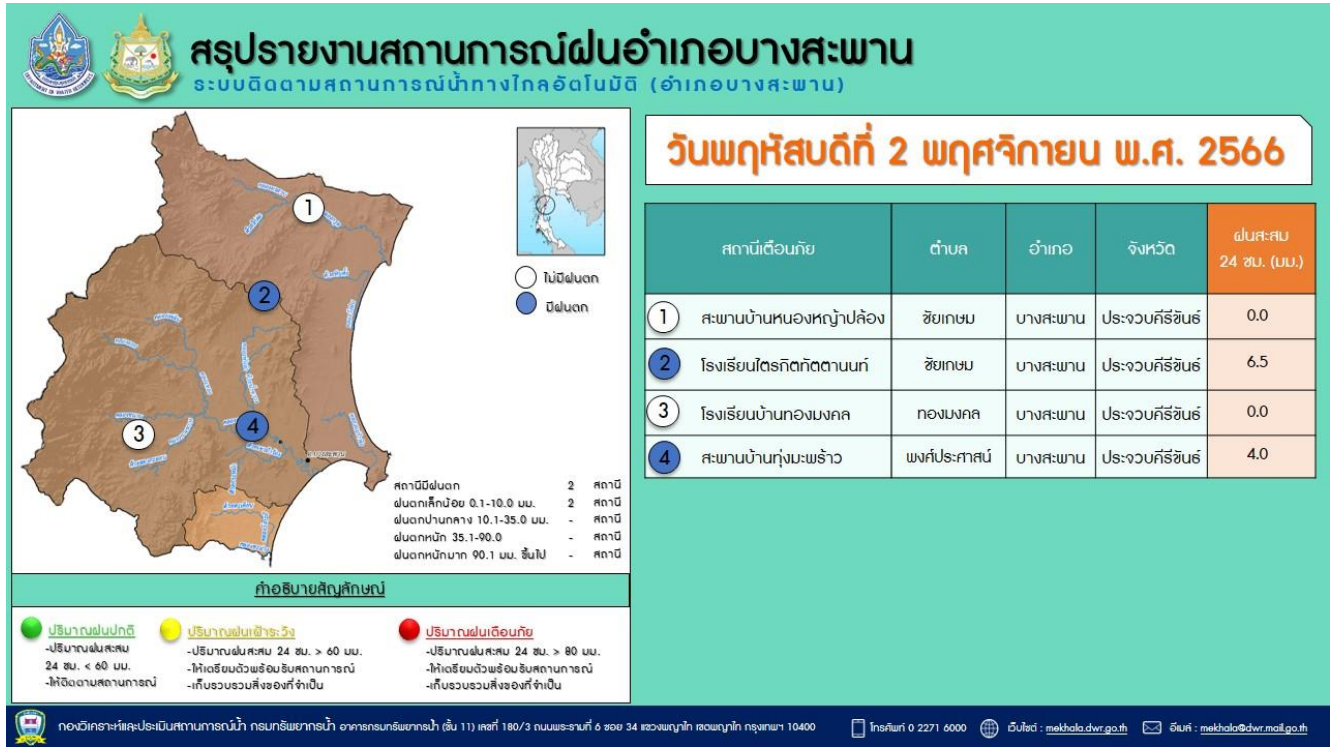 สรุปรายงานสถานการณ์ฝนอำเภอบางสะพาน
ระบบติดตามสถานการณ์น้ำทางไกลอัตโนมัติ (อำเภอบางสะพาน)
วันพฤหัสบดีที่ 2 พฤศจิกายน พ.ศ. 2566
1
2
3
4
ไม่มีฝนตก
มีฝนตก
สถานีมีฝนตก 2 สถานี
ฝนตกเล็กน้อย 0.1-10.0 มม. 2 สถานี
ฝนตกปานกลาง 10.1-35.0 มม. - สถานี
ฝนตกหนัก 35.1-90.0 - สถานี
ฝนตกหนักมาก 90.1 มม. ขึ้นไป - สถานี
สถานีเตือนภัย ตำบล อำเภอ จังหวัด ฝนสะสม
24 ชม. (มม.)
1 สะพานบ้านหนองหญ้าปล้อง ชัยเกษม บางสะพาน ประจวบคีรีขันธ์ 0.0
2 โรงเรียนไตรกิตทัตตานนท์ ชัยเกษม บางสะพาน ประจวบคีรีขันธ์ 6.5
3 โรงเรียนบ้านทองมงคล ทองมงคล บางสะพาน ประจวบคีรีขันธ์ 0.0
4 สะพานบ้านทุ่งมะพร้าว พงศ์ประศาสน์ บางสะพาน ประจวบคีรีขันธ์ 4.0
คำอธิบายสัญลักษณ์
ปริมาณฝนปกติ
-ปริมาณฝนสะสม
24 ชม. < 60 มม.
-ให้ติดตามสถานการณ์
ปริมาณฝนเฝ้าระวัง
-ปริมาณฝนสะสม 24 ชม. > 60 มม.
-ให้เตรียมตัวพร้อมรับสถานการณ์
-เก็บรวบรวมสิ่งของที่จำเป็น
ปริมาณฝนเตือนภัย
-ปริมาณฝนสะสม 24 ชม. > 80 มม.
-ให้เตรียมตัวพร้อมรับสถานการณ์
-เก็บรวบรวมสิ่งของที่จำเป็น
กองวิเคราะห์และประเมินสถานการณ์น้ำ กรมทรัพยากรน้ำ อาคารกรมทรัพยากรน้ำ (ชั้น 11) เลขที่ 180/3 ถนนพระรามที่ 6 ซอย 34 แขวงพญาไท เขตพญาไท กรุงเทพฯ 10400 โทรศัพท์ 0 2271 6000 เว็บไซต์ : mekhala.dwr.go.th อีเมล์ : mekhala@dwr.mail.go.th